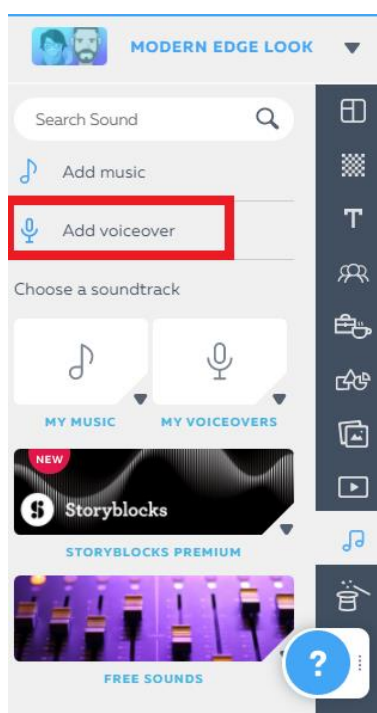 MODERN EDGE LOOK
Search Sound
Add music
Add voiceover
Choose a soundtrack
MY MUSIC
MY VOICEOVERS
NEW
Storyblocks
STORYBLOCKS PREMIUM
FREE SOUNDS
?